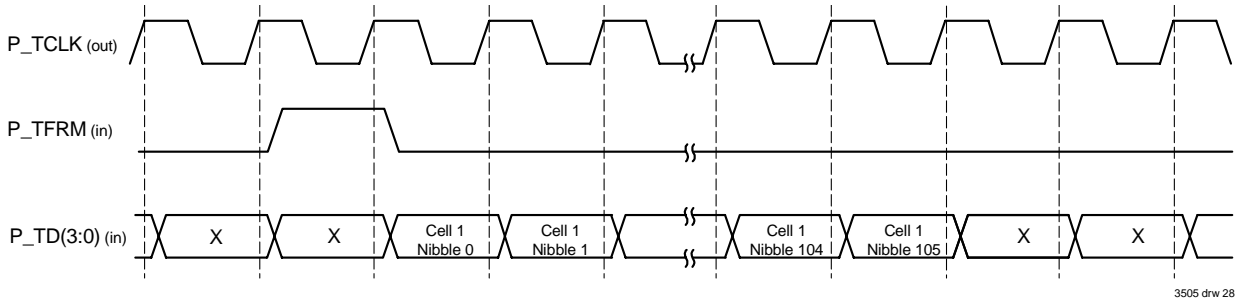 P_TCLK (out)
P_TFRM (in)
P_TD(3:0) (in)
X
X
Cell 1
Nibble 0
Cell 1
Nibble 1
Cell 1
Nibble 104
Cell 1
Nibble 105
X
X
3505 drw 28